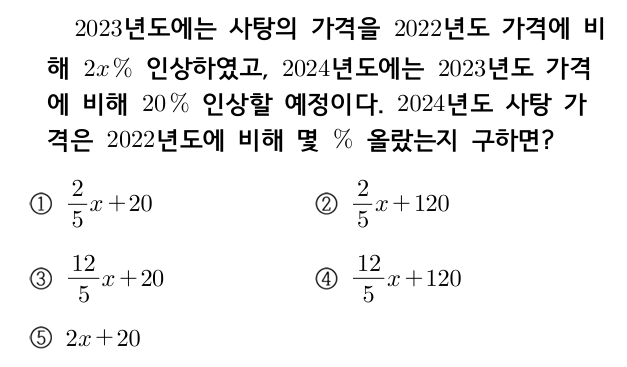 2023년도에는 사탕의 가격을 2022년도 가격에 비
해 2x% 인상하였고, 2024년도에는 2023년도 가격
에 비해 20% 인상할 예정이다. 2024년도 사탕 가
격은 2022년도에 비해 몇 % 올랐는지 구하면?
① 2/5 x+20 ② 2/5 x+120
③ 12/5 x+20 ④ 12/5 x+120
⑤ 2x+20